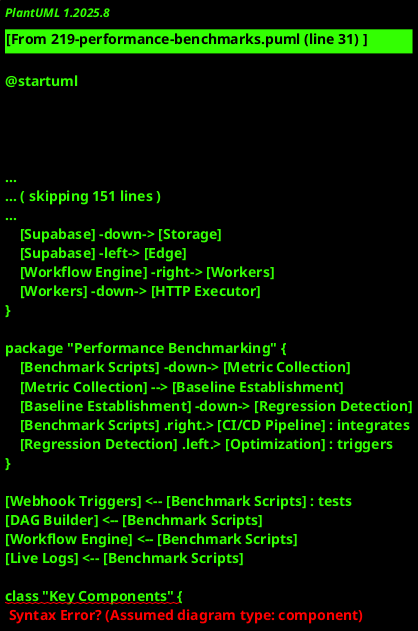 PlantUML 1.2025.8
[From 219-performance-benchmarks.puml (line 31) ]
@startuml
...
... ( skipping 151 lines )
...
[Supabase] -down-> [Storage]
[Supabase] -left-> [Edge]
[Workflow Engine] -right-> [Workers]
[Workers] -down-> [HTTP Executor]
}
package "Performance Benchmarking" {
[Benchmark Scripts] -down-> [Metric Collection]
[Metric Collection] --> [Baseline Establishment]
[Baseline Establishment] -down-> [Regression Detection]
[Benchmark Scripts] .right.> [CI/CD Pipeline] : integrates
[Regression Detection] .left.> [Optimization] : triggers
}
[Webhook Triggers] <-- [Benchmark Scripts] : tests
[DAG Builder] <-- [Benchmark Scripts]
[Workflow Engine] <-- [Benchmark Scripts]
[Live Logs] <-- [Benchmark Scripts]
class "Key Components" {
Syntax Error? (Assumed diagram type: component)